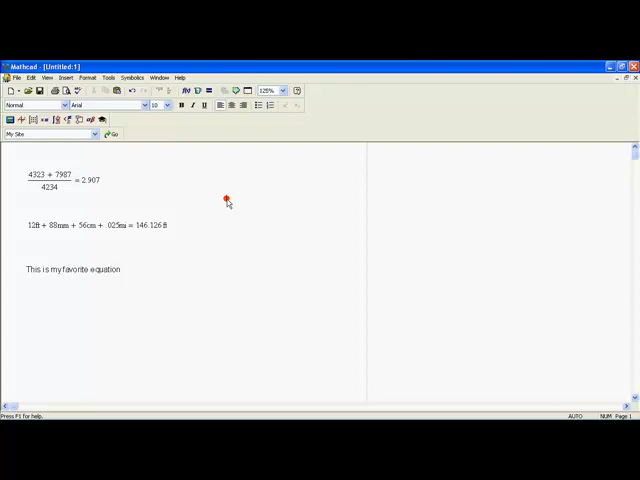 Mathcad - [Untitled:1]
File Edit View Insert Format Tools Symbolics Window Help
125%
Normal Arial 10 B I U
My Site Go
4323 + 7987
4234
= 2.907
12ft + 88mm + 56cm + .025mi = 146.126 ft
This is my favorite equation
Press F1 for help. AUTO NUM Page 1